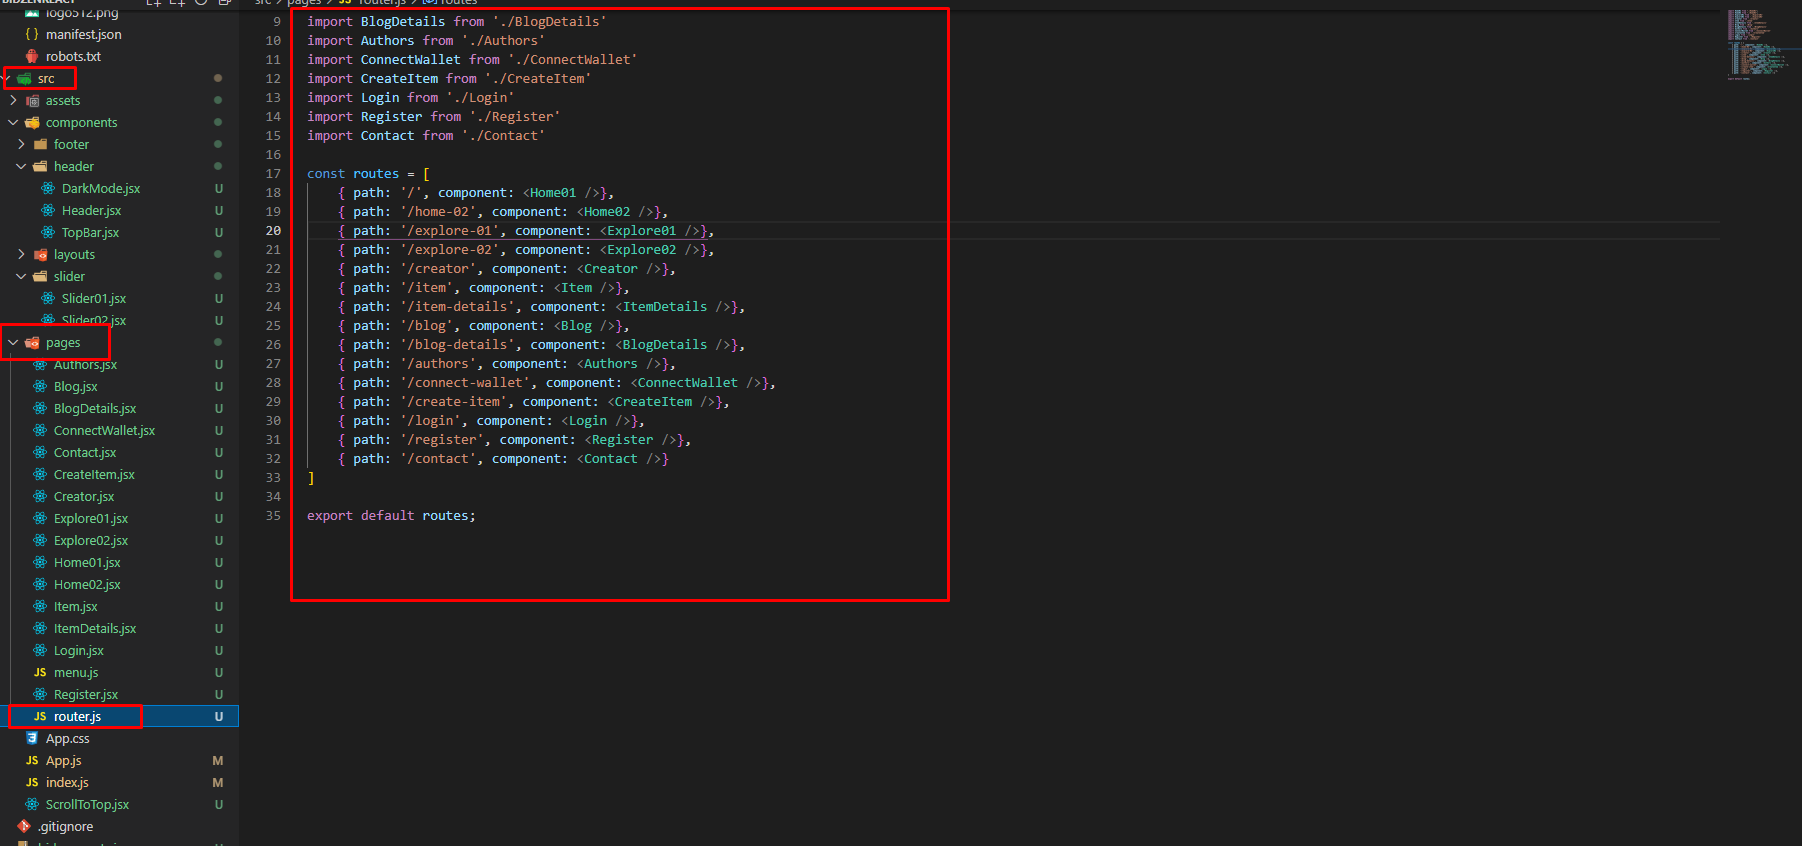 BIDZENREACT
logo512.png
manifest.json
robots.txt
src
assets
components
footer
header
DarkMode.jsx U
Header.jsx U
TopBar.jsx U
layouts
slider
Slider01.jsx U
Slider02.jsx U
pages
Authors.jsx U
Blog.jsx U
BlogDetails.jsx U
ConnectWallet.jsx U
Contact.jsx U
CreateItem.jsx U
Creator.jsx U
Explore01.jsx U
Explore02.jsx U
Home01.jsx U
Home02.jsx U
Item.jsx U
ItemDetails.jsx U
Login.jsx U
JS menu.js U
Register.jsx U
JS router.js U
App.css
JS App.js M
JS index.js M
ScrollToTop.jsx U
.gitignore
src > pages > JS router.js > routes
9 import BlogDetails from './BlogDetails'
10 import Authors from './Authors'
11 import ConnectWallet from './ConnectWallet'
12 import CreateItem from './CreateItem'
13 import Login from './Login'
14 import Register from './Register'
15 import Contact from './Contact'
16
17 const routes = [
18 { path: '/', component: <Home01 />},
19 { path: '/home-02', component: <Home02 />},
20 { path: '/explore-01', component: <Explore01 />},
21 { path: '/explore-02', component: <Explore02 />},
22 { path: '/creator', component: <Creator />},
23 { path: '/item', component: <Item />},
24 { path: '/item-details', component: <ItemDetails />},
25 { path: '/blog', component: <Blog />},
26 { path: '/blog-details', component: <BlogDetails />},
27 { path: '/authors', component: <Authors />},
28 { path: '/connect-wallet', component: <ConnectWallet />},
29 { path: '/create-item', component: <CreateItem />},
30 { path: '/login', component: <Login />},
31 { path: '/register', component: <Register />},
32 { path: '/contact', component: <Contact />}
33 ]
34
35 export default routes;